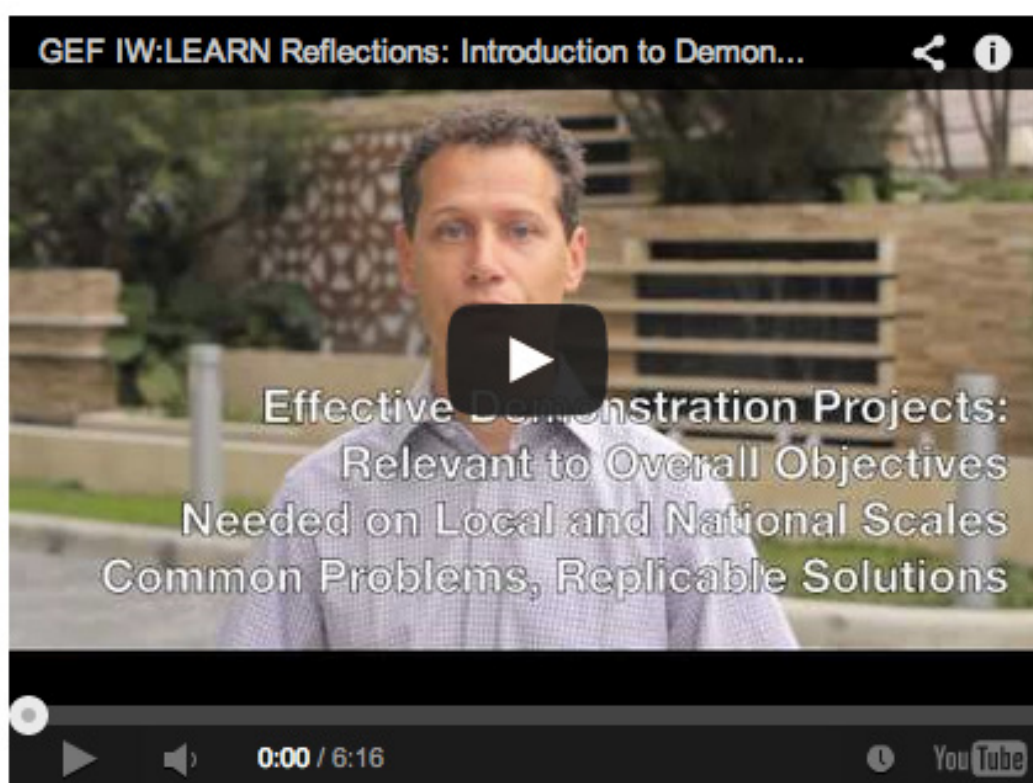 GEF IW:LEARN Reflections: Introduction to Demon...
Effective Demonstration Projects:
Relevant to Overall Objectives
Needed on Local and National Scales
Common Problems, Replicable Solutions
0:00 / 6:16
YouTube